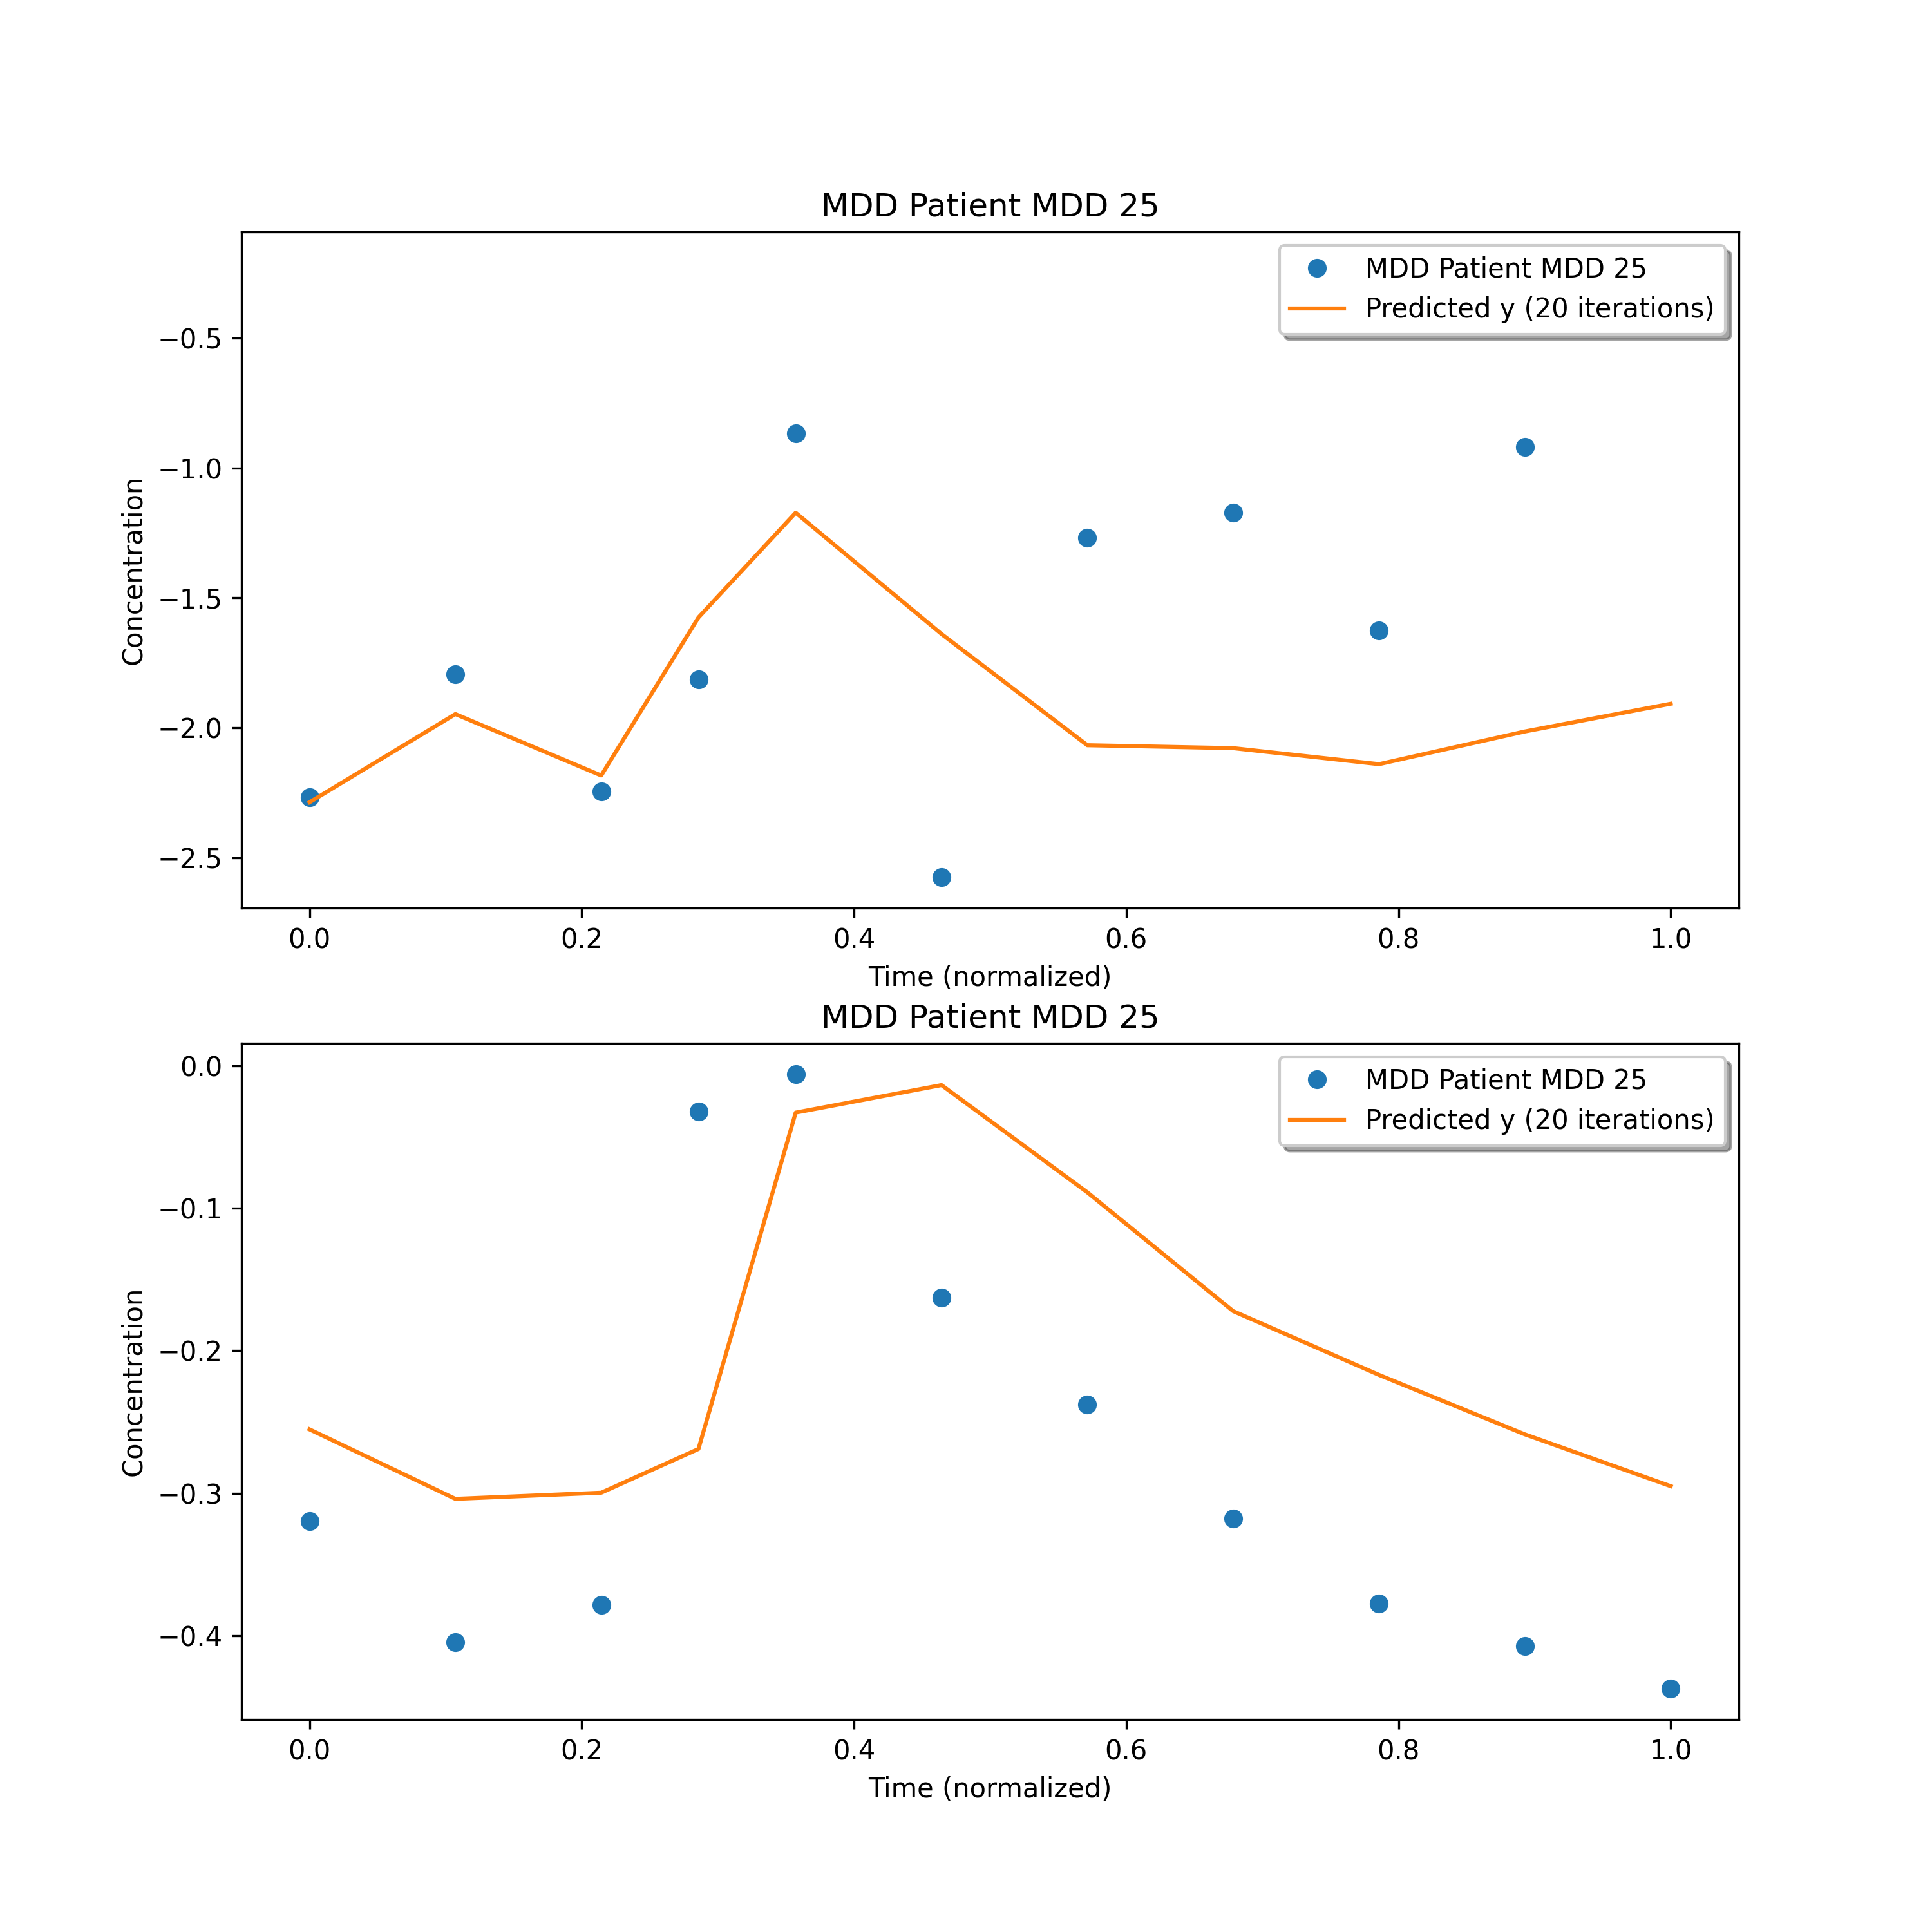 MDD Patient MDD 25
MDD Patient MDD 25
Predicted y (20 iterations)
−0.5
−1.0
−1.5
−2.0
−2.5
Concentration
0.0 0.2 0.4 0.6 0.8 1.0
Time (normalized)
MDD Patient MDD 25
MDD Patient MDD 25
Predicted y (20 iterations)
0.0
−0.1
−0.2
−0.3
−0.4
Concentration
0.0 0.2 0.4 0.6 0.8 1.0
Time (normalized)